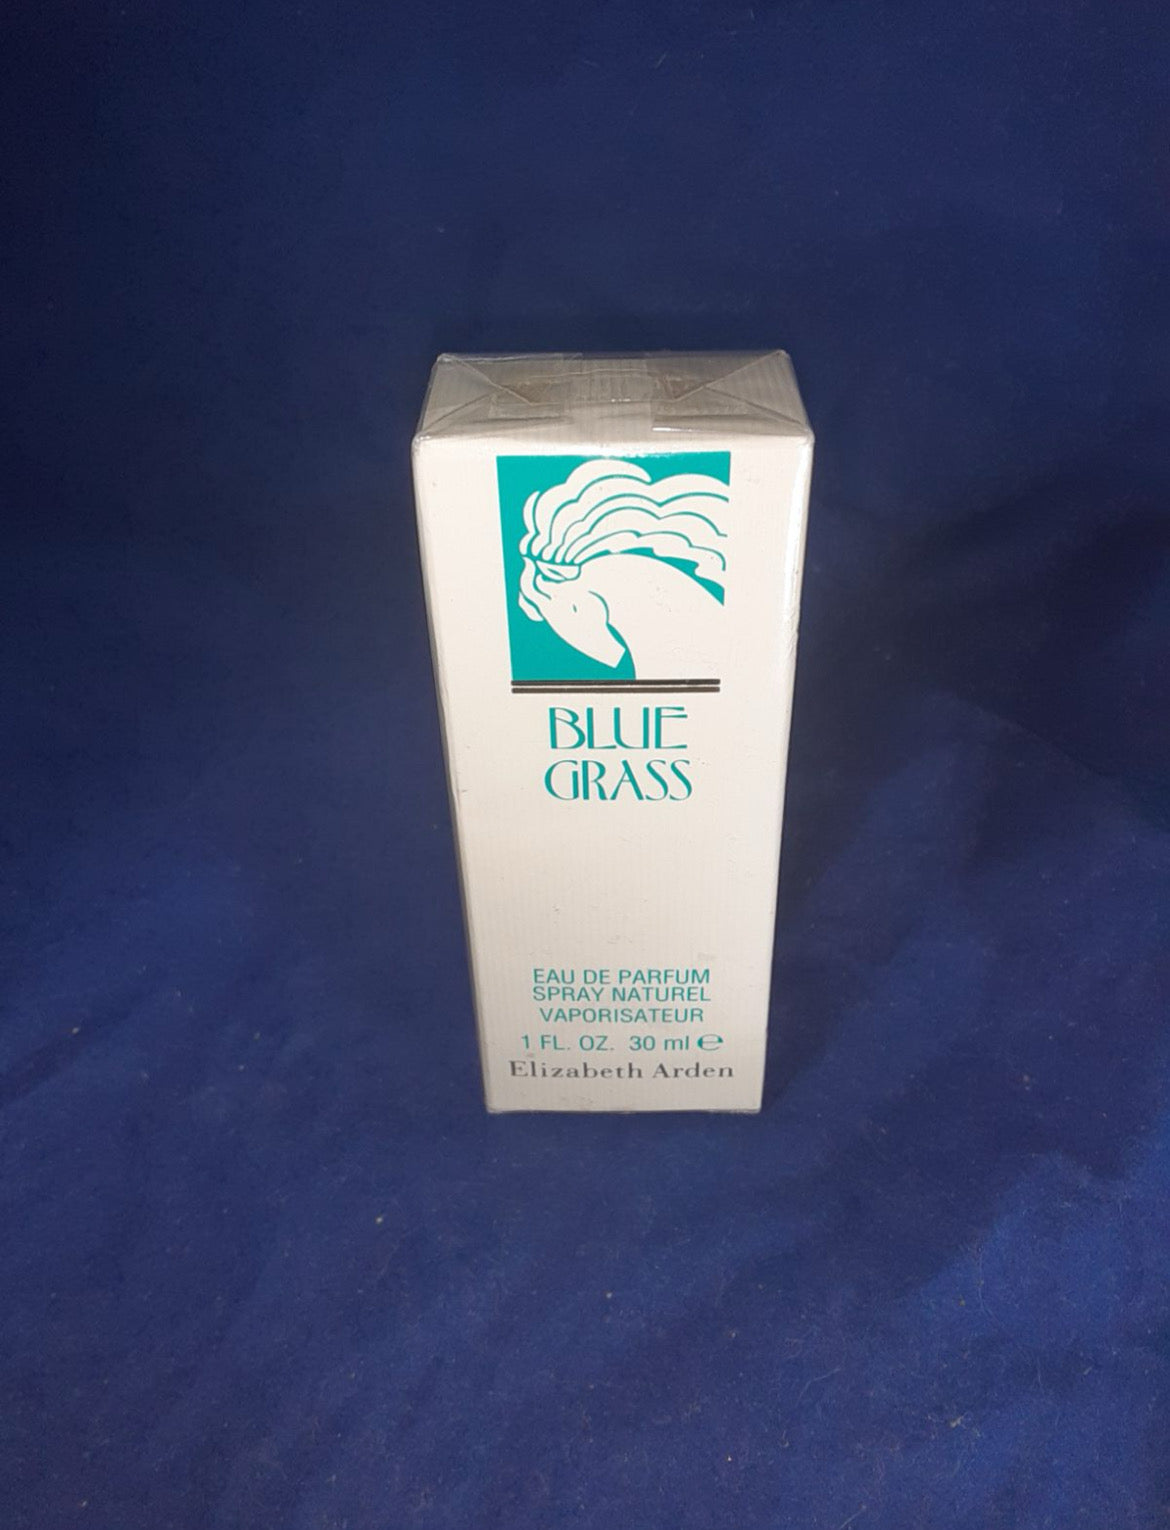 BLUE
GRASS
EAU DE PARFUM
SPRAY NATUREL
VAPORISATEUR
1 FL. OZ. 30 ml ℮
Elizabeth Arden